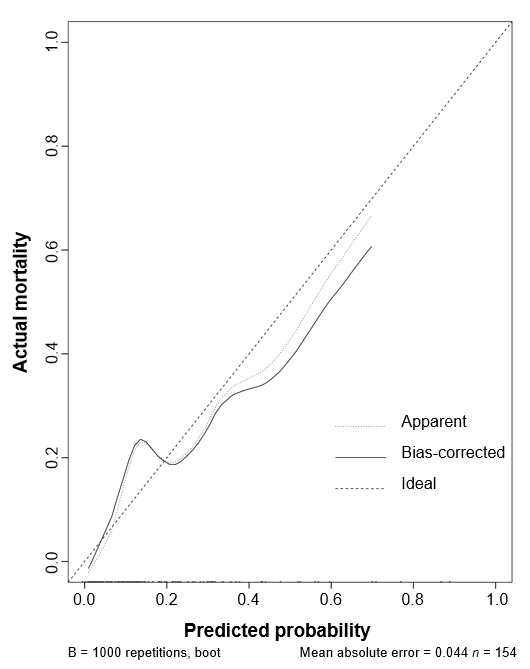 1.0
0.8
0.6
0.4
0.2
0.0
Actual mortality
Apparent
Bias-corrected
Ideal
0.0 0.2 0.4 0.6 0.8 1.0
Predicted probability
B = 1000 repetitions, boot Mean absolute error = 0.044 n = 154